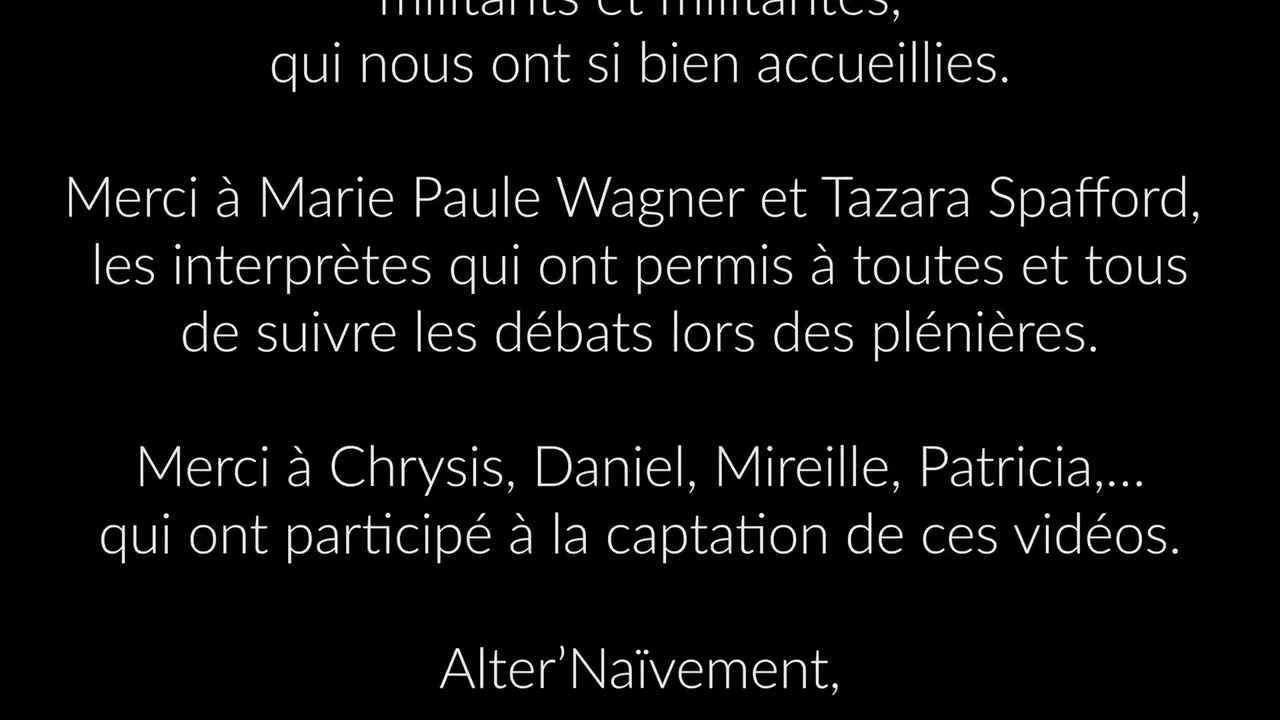 militants et militantes,
qui nous ont si bien accueillies.
Merci à Marie Paule Wagner et Tazara Spafford,
les interprètes qui ont permis à toutes et tous
de suivre les débats lors des plénières.
Merci à Chrysis, Daniel, Mireille, Patricia,...
qui ont participé à la captation de ces vidéos.
Alter’Naïvement,